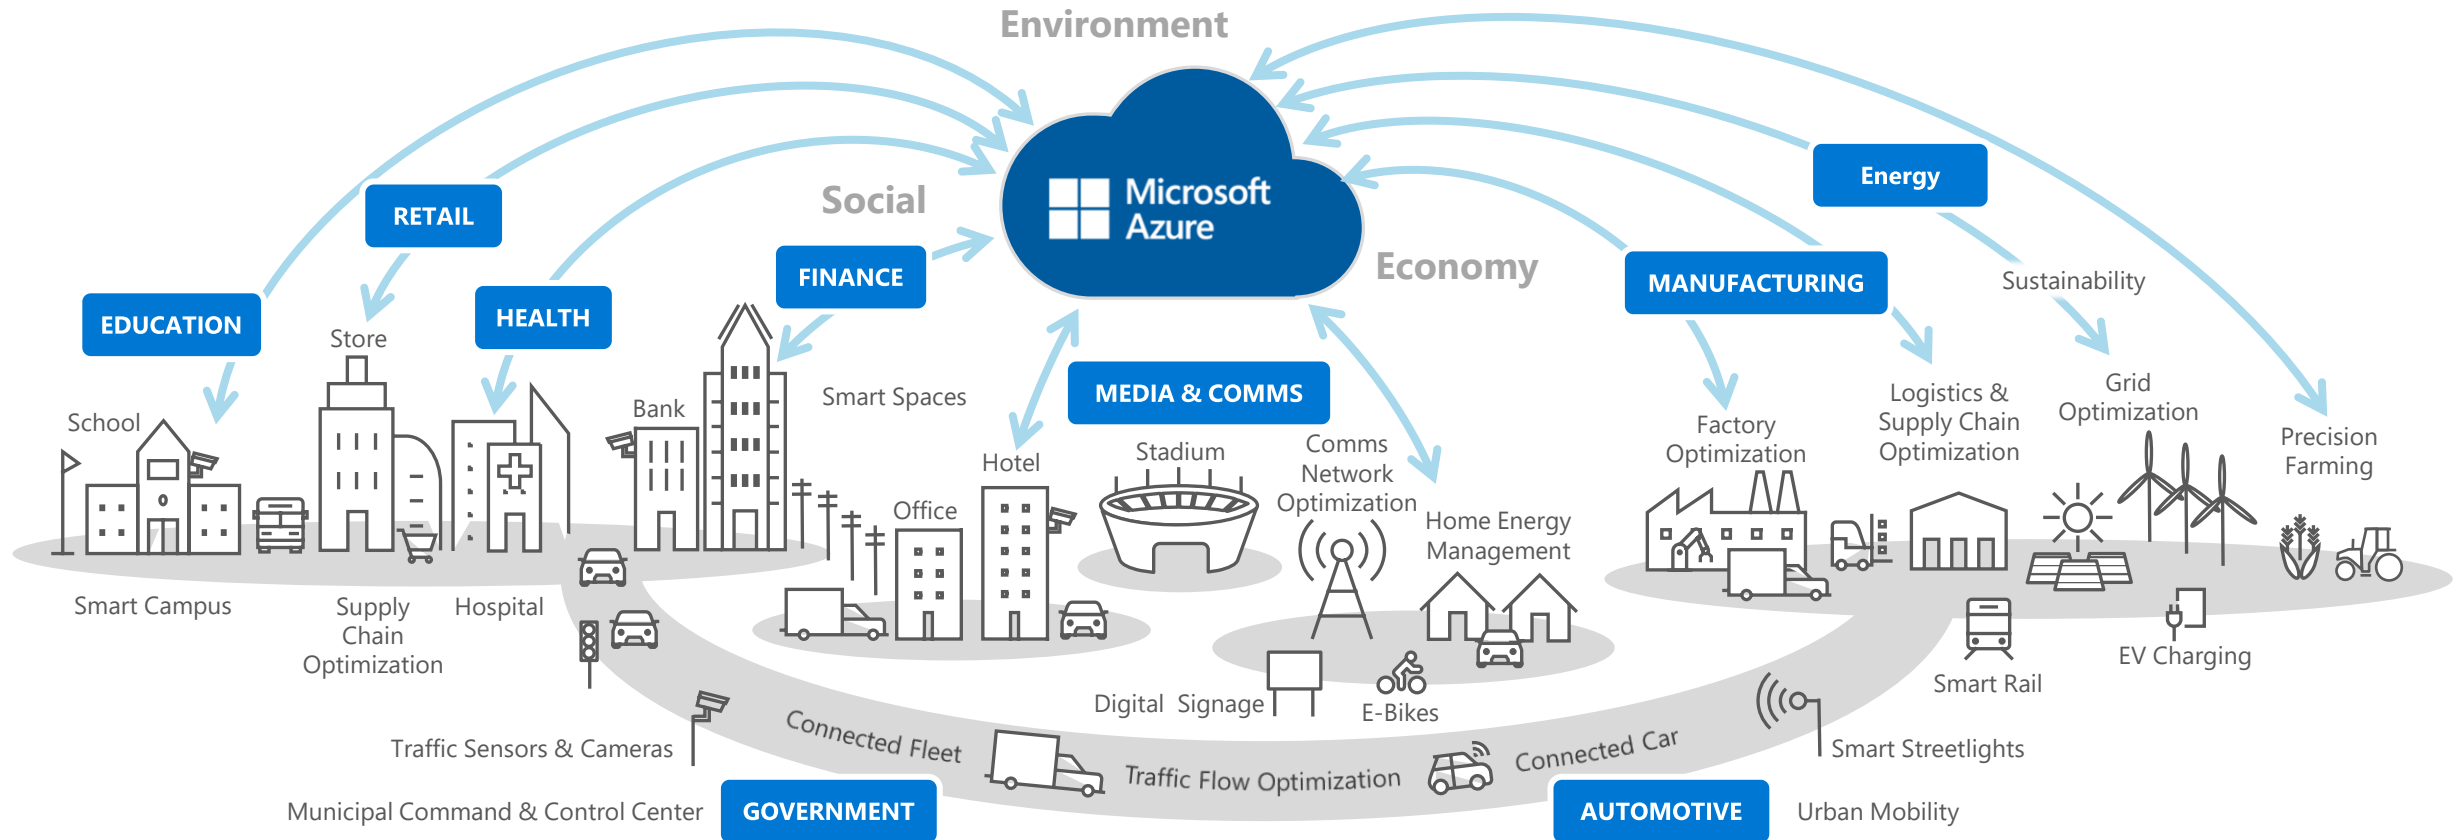 Environment
Microsoft
Azure
Social
Economy
RETAIL
FINANCE
EDUCATION
HEALTH
MEDIA & COMMS
MANUFACTURING
Energy
Sustainability
School
Store
Bank
Smart Spaces
Smart Campus
Supply
Chain
Optimization
Hospital
Office
Hotel
Stadium
Comms
Network
Optimization
Home Energy
Management
Factory
Optimization
Logistics &
Supply Chain
Optimization
Grid
Optimization
Precision
Farming
Digital Signage
E-Bikes
Smart Rail
EV Charging
Traffic Sensors & Cameras
Connected Fleet
Traffic Flow Optimization
Connected Car
Smart Streetlights
Municipal Command & Control Center
GOVERNMENT
AUTOMOTIVE
Urban Mobility